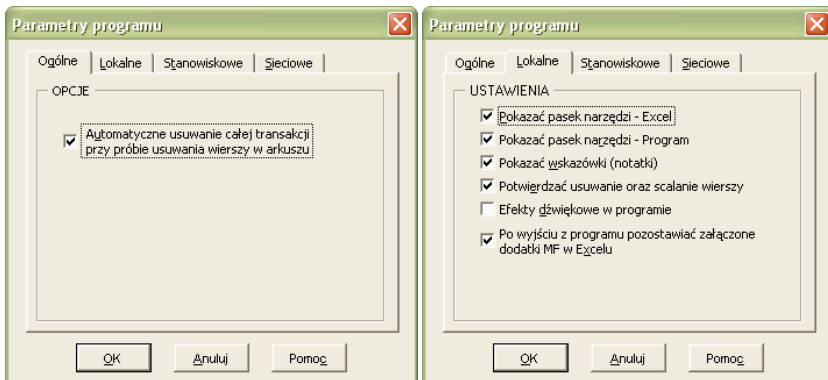 Parametry programu
Ogólne Lokalne Stanowiskowe Sieciowe
OPCJE
Automatyczne usuwanie całej transakcji
przy próbie usuwania wierszy w arkuszu
OK Anuluj Pomoc
Parametry programu
Ogólne Lokalne Stanowiskowe Sieciowe
USTAWIENIA
Pokazać pasek narzędzi - Excel
Pokazać pasek narzędzi - Program
Pokazać wskazówki (notatki)
Potwierdzać usuwanie oraz scalanie wierszy
Efekty dźwiękowe w programie
Po wyjściu z programu pozostawiać załączone
dodatki MF w Excelu
OK Anuluj Pomoc